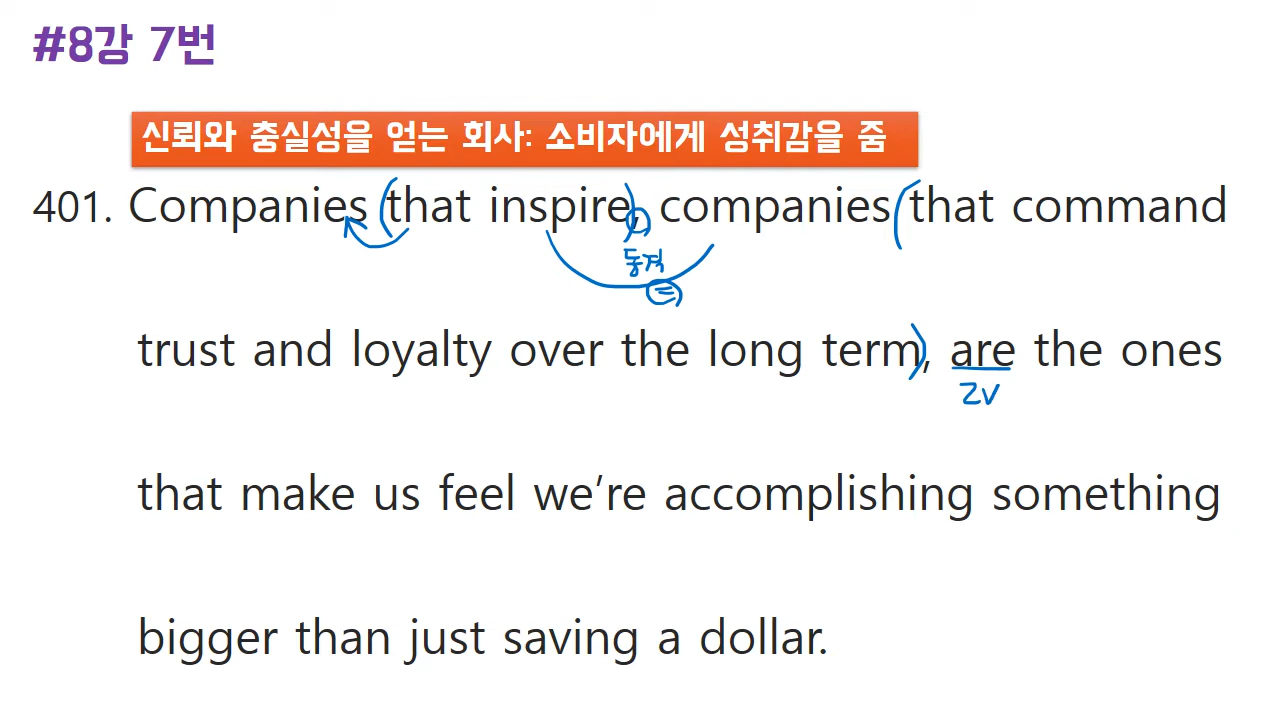 #8강 7번
신뢰와 충실성을 얻는 회사: 소비자에게 성취감을 줌
401. Companies (that inspire), companies (that command
동격
=
trust and loyalty over the long term), are the ones
2V
that make us feel we’re accomplishing something
bigger than just saving a dollar.